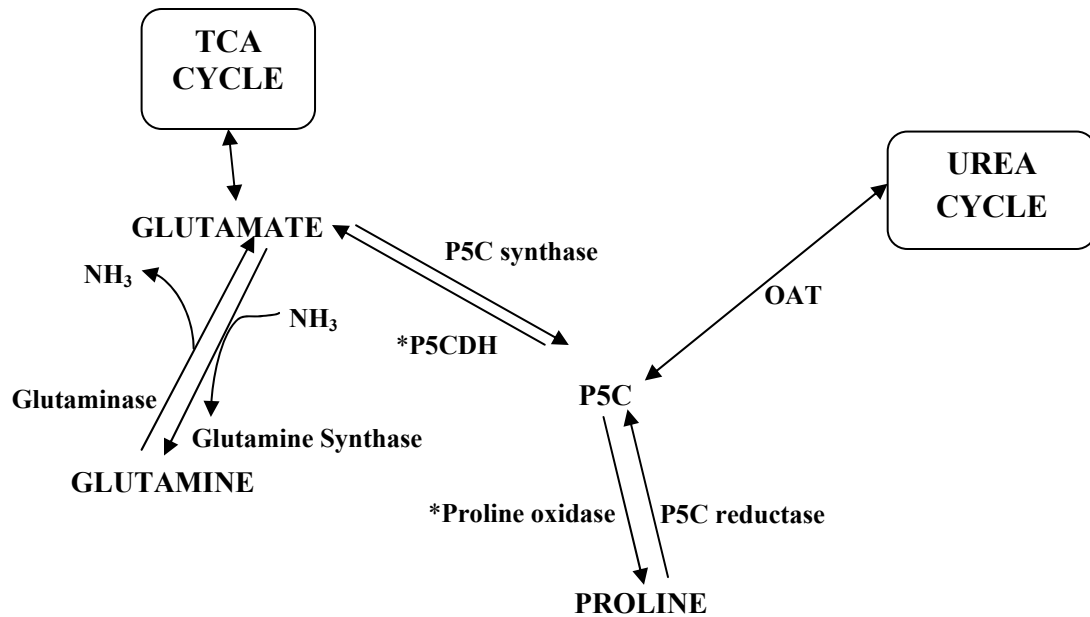 TCA
CYCLE
UREA
CYCLE
GLUTAMATE
P5C synthase
NH₃
NH₃
OAT
*P5CDH
Glutaminase
P5C
Glutamine Synthase
GLUTAMINE
*Proline oxidase
P5C reductase
PROLINE